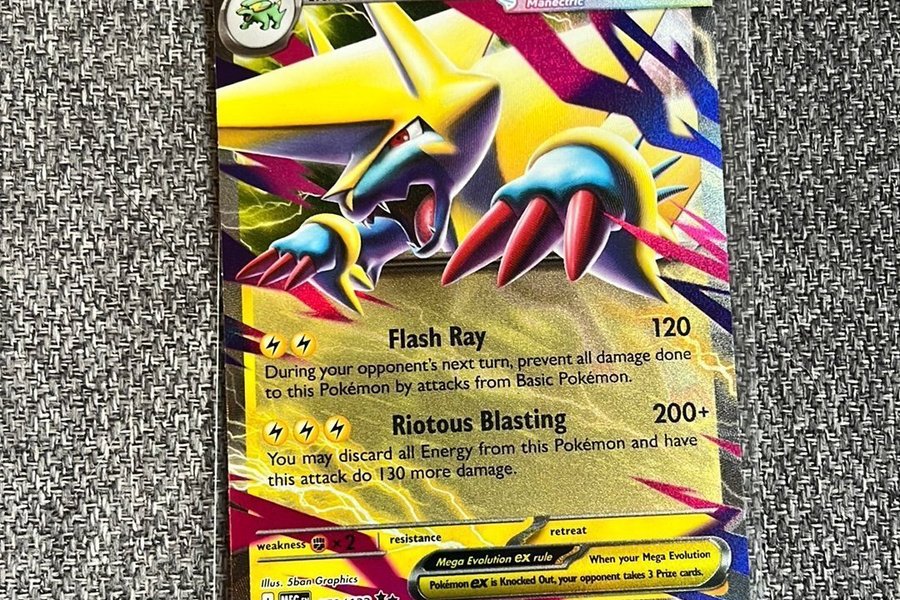 Manectric
Flash Ray 120
During your opponent's next turn, prevent all damage done
to this Pokémon by attacks from Basic Pokémon.
Riotous Blasting 200+
You may discard all Energy from this Pokémon and have
this attack do 130 more damage.
weakness ×2 resistance retreat
Mega Evolution ex rule When your Mega Evolution
Pokémon ex is Knocked Out, your opponent takes 3 Prize cards.
Illus. 5ban Graphics